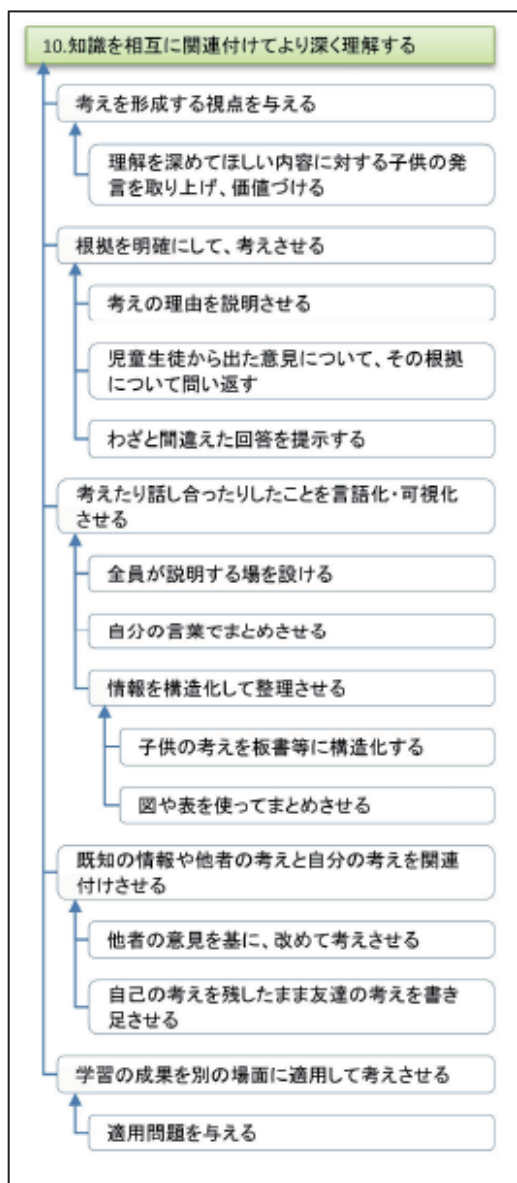 10.知識を相互に関連付けてより深く理解する
考えを形成する視点を与える
理解を深めてほしい内容に対する子供の発
言を取り上げ、価値づける
根拠を明確にして、考えさせる
考えの理由を説明させる
児童生徒から出た意見について、その根拠
について問い返す
わざと間違えた回答を提示する
考えたり話し合ったりしたことを言語化・可視化
させる
全員が説明する場を設ける
自分の言葉でまとめさせる
情報を構造化して整理させる
子供の考えを板書等に構造化する
図や表を使ってまとめさせる
既知の情報や他者の考えと自分の考えを関連
付けさせる
他者の意見を基に、改めて考えさせる
自己の考えを残したまま友達の考えを書き
足させる
学習の成果を別の場面に適用して考えさせる
適用問題を与える